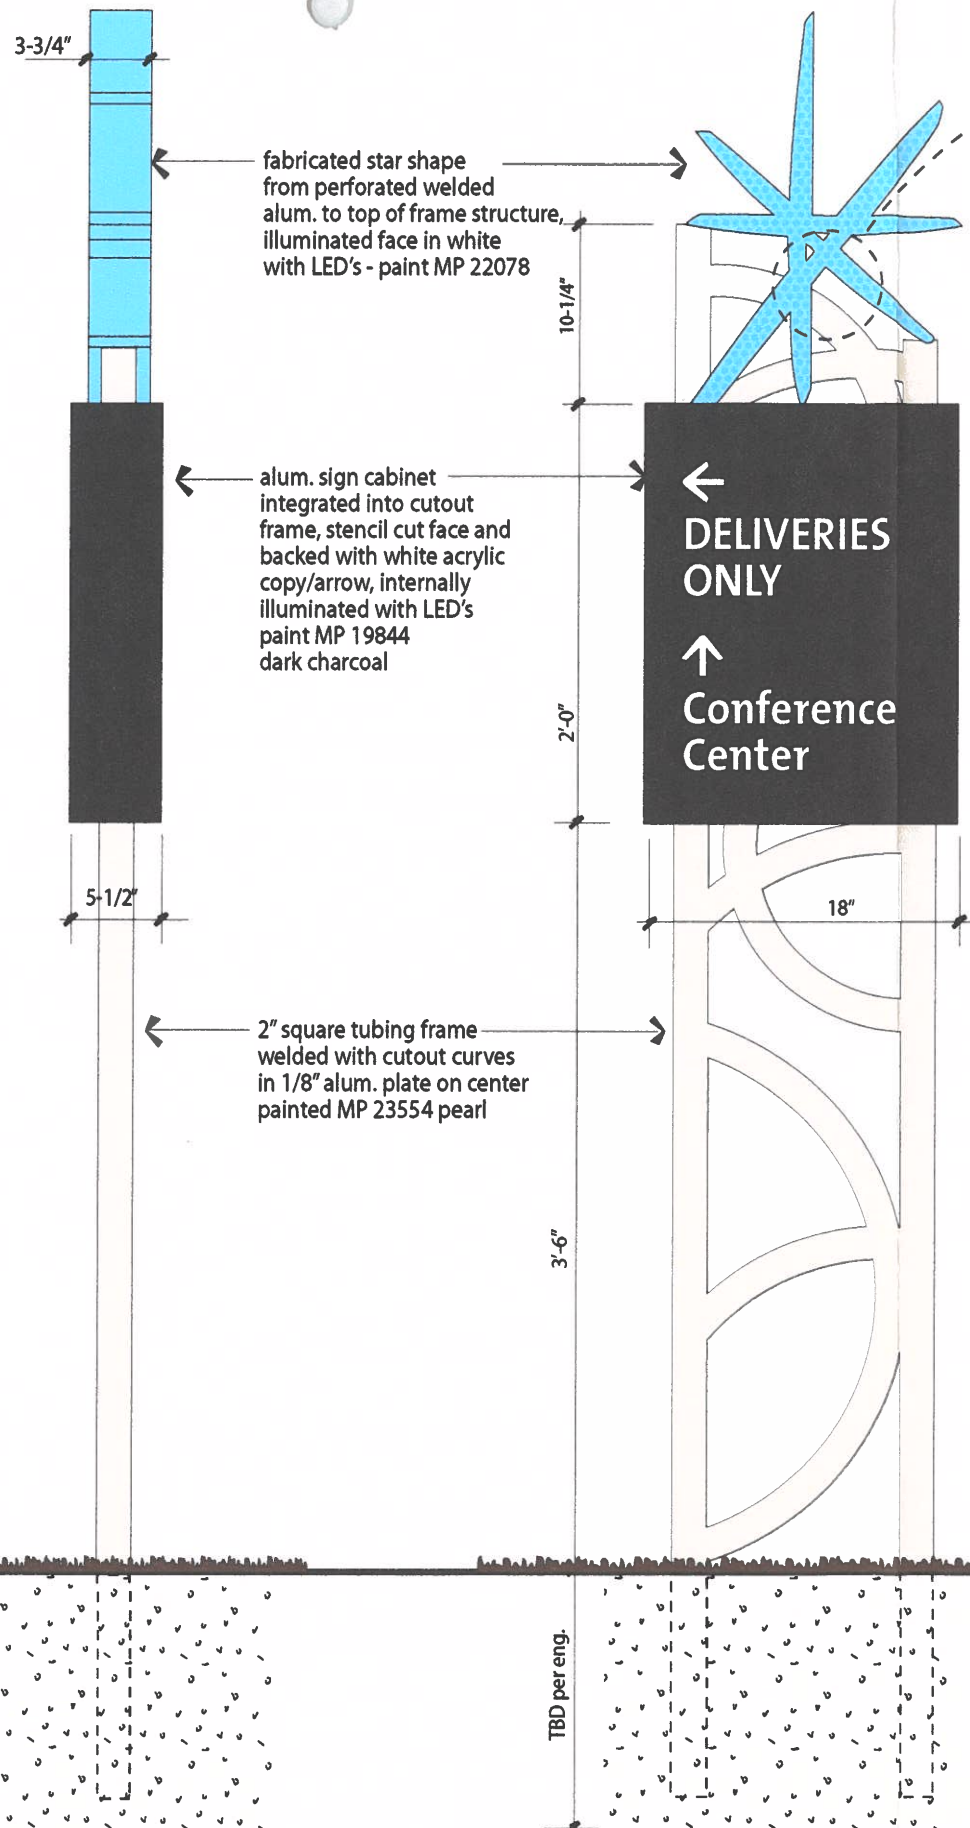 3-3/4"
fabricated star shape
from perforated welded
alum. to top of frame structure,
illuminated face in white
with LED's - paint MP 22078
10-1/4"
alum. sign cabinet
integrated into cutout
frame, stencil cut face and
backed with white acrylic
copy/arrow, internally
illuminated with LED's
paint MP 19844
dark charcoal
←
DELIVERIES
ONLY
↑
Conference
Center
2'-0"
5-1/2"
18"
2" square tubing frame
welded with cutout curves
in 1/8" alum. plate on center
painted MP 23554 pearl
3'-6"
TBD per eng.